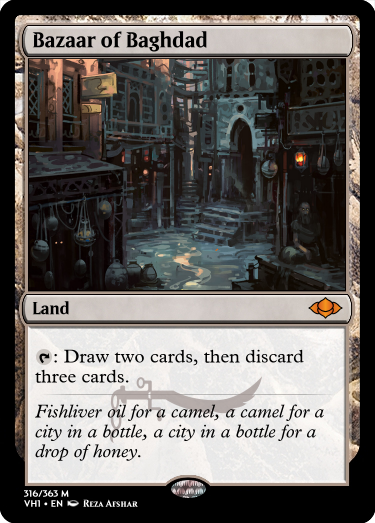 Bazaar of Baghdad
Land
: Draw two cards, then discard
three cards.
Fishliver oil for a camel, a camel for a
city in a bottle, a city in a bottle for a
drop of honey.
316/363 M
VH1 • EN Reza Afshar